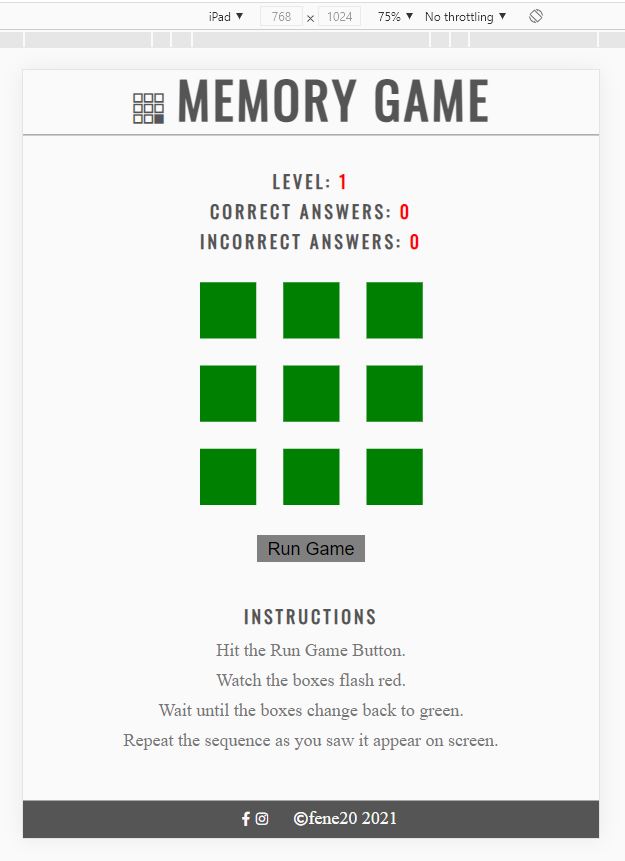 iPad ▼ 768 × 1024 75% ▼ No throttling ▼
MEMORY GAME
LEVEL: 1
CORRECT ANSWERS: 0
INCORRECT ANSWERS: 0
Run Game
INSTRUCTIONS
Hit the Run Game Button.
Watch the boxes flash red.
Wait until the boxes change back to green.
Repeat the sequence as you saw it appear on screen.
©fene20 2021